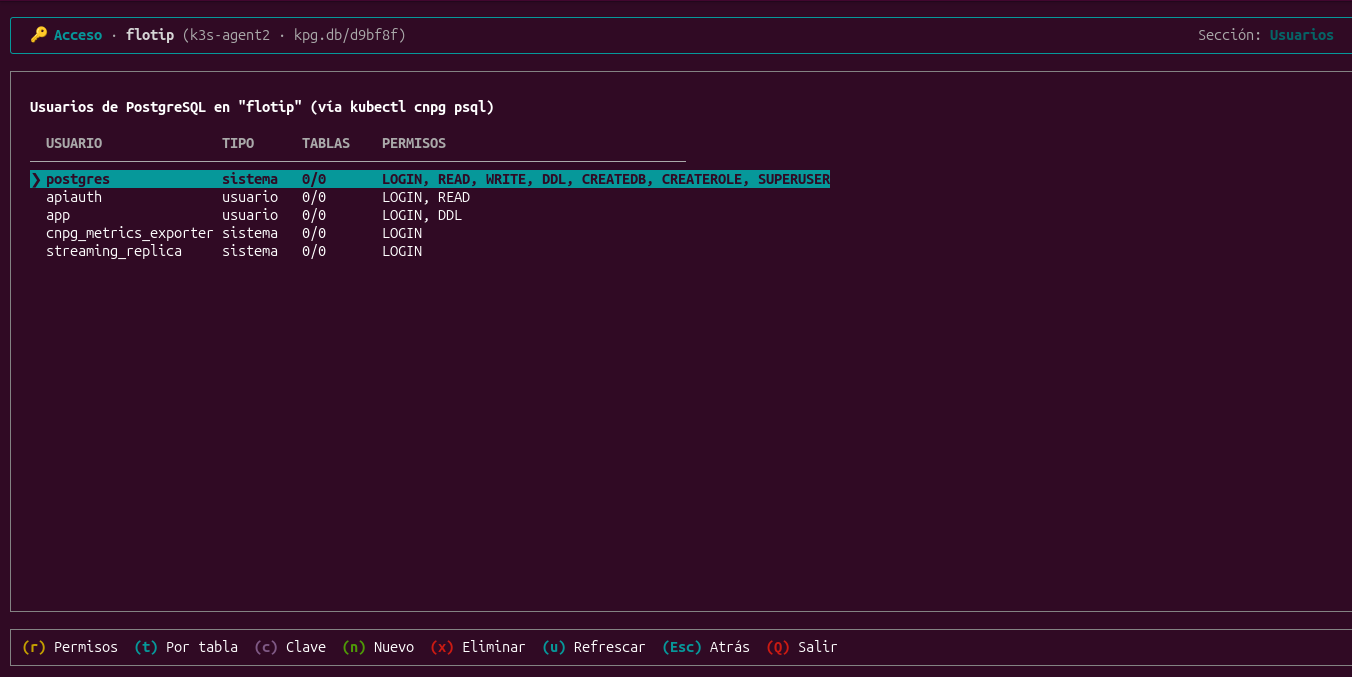 🔑 Acceso · flotip (k3s-agent2 · kpg.db/d9bf8f) Sección: Usuarios
Usuarios de PostgreSQL en "flotip" (vía kubectl cnpg psql)
USUARIO TIPO TABLAS PERMISOS
❯ postgres sistema 0/0 LOGIN, READ, WRITE, DDL, CREATEDB, CREATEROLE, SUPERUSER
apiauth usuario 0/0 LOGIN, READ
app usuario 0/0 LOGIN, DDL
cnpg_metrics_exporter sistema 0/0 LOGIN
streaming_replica sistema 0/0 LOGIN
(r) Permisos (t) Por tabla (c) Clave (n) Nuevo (x) Eliminar (u) Refrescar (Esc) Atrás (Q) Salir